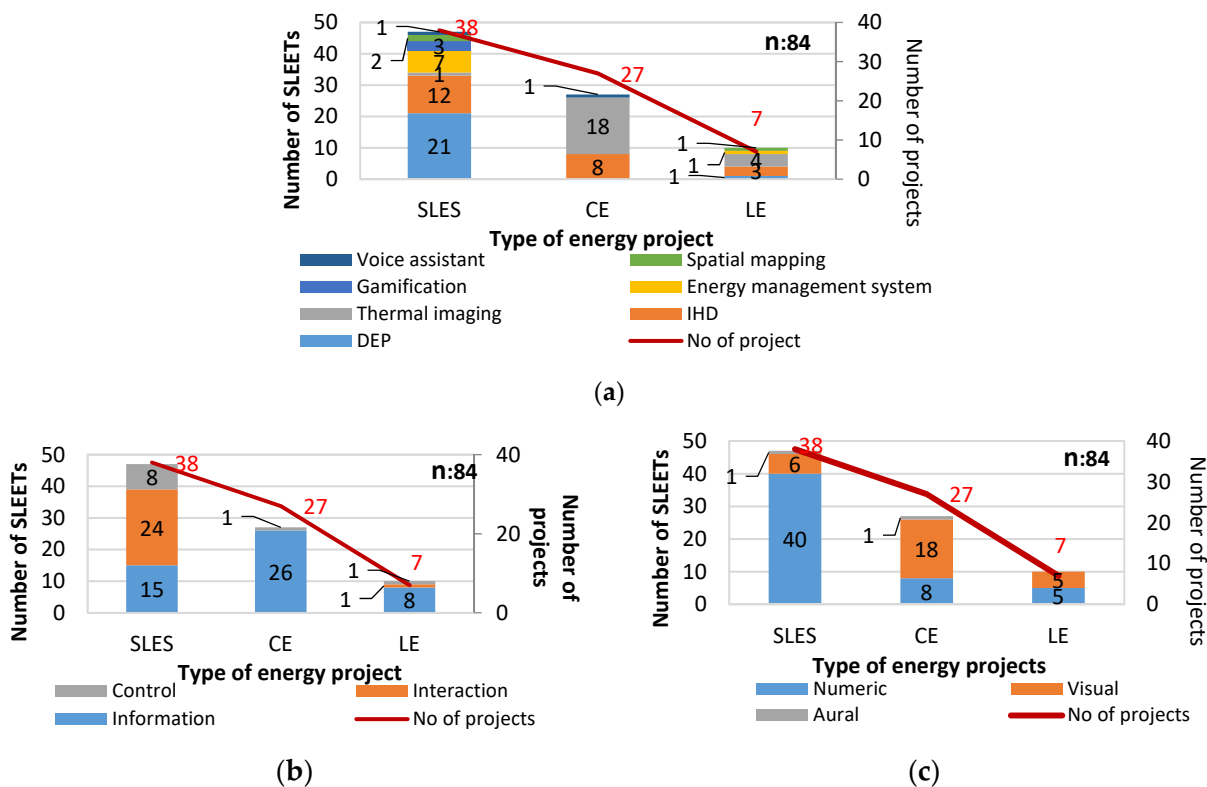 Number of SLEETs
50
40
30
20
10
0
1
2
3
7
1
12
21
38
1
18
8
27
n:84
1
1
1
4
3
7
40
30
20
10
0
Number of projects
SLES CE LE
Type of energy project
Voice assistant Spatial mapping
Gamification Energy management system
Thermal imaging IHD
DEP No of project
(a)
Number of SLEETs
50
40
30
20
10
0
8
24
15
38
1
26
27
n:84
1
1
8
7
40
20
0
Number of
projects
SLES CE LE
Type of energy project
Control Interaction
Information No of projects
(b)
Number of SLEETs
50
40
30
20
10
0
1
6
40
38
1
18
8
27
n:84
5
5
7
40
30
20
10
0
Number of projects
SLES CE LE
Type of energy projects
Numeric Visual
Aural No of projects
(c)